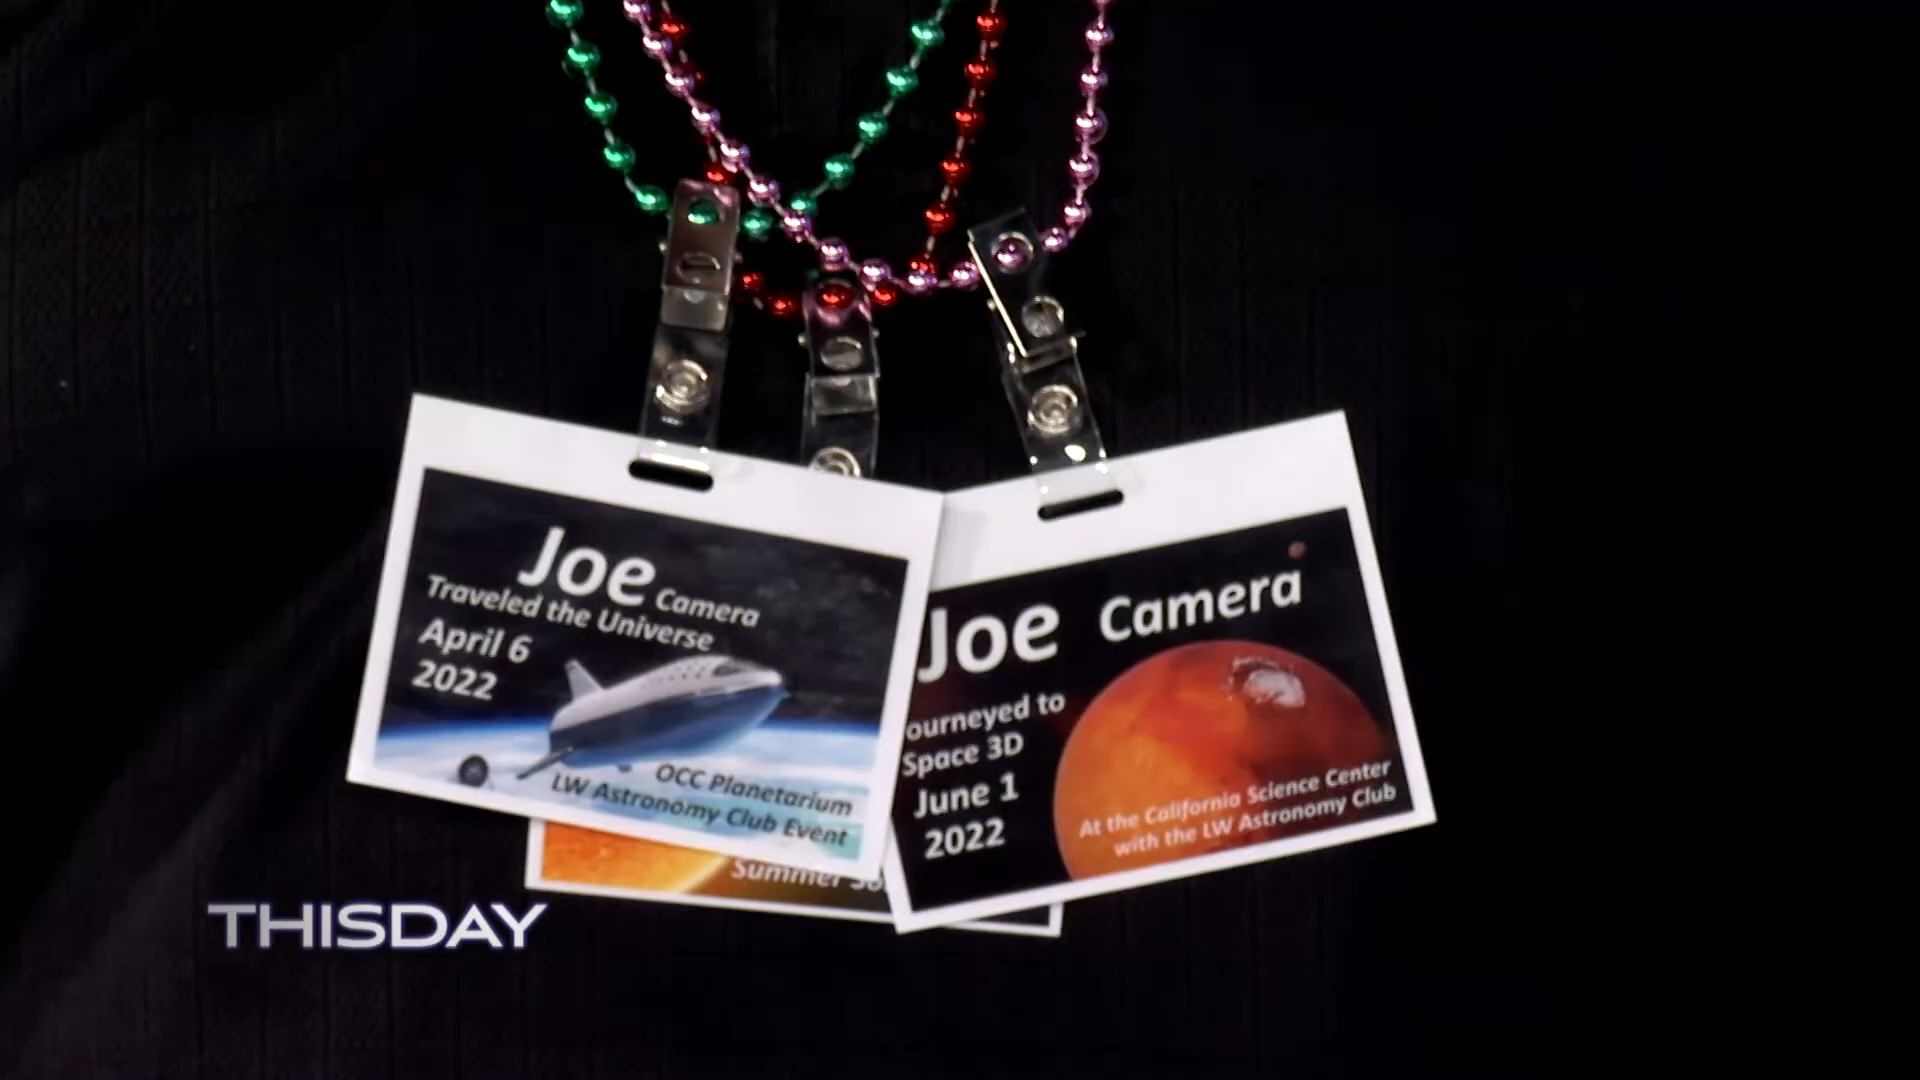 Joe Camera
Traveled the Universe
April 6
2022
OCC Planetarium
LW Astronomy Club Event
Joe Camera
ourneyed to
Space 3D
June 1
2022
At the California Science Center
with the LW Astronomy Club
Summer
THISDAY